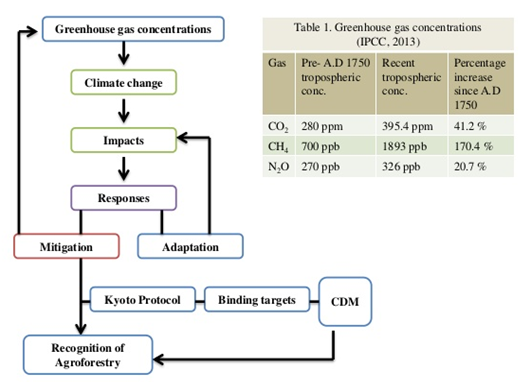 Greenhouse gas concentrations
Climate change
Impacts
Responses
Mitigation
Adaptation
Kyoto Protocol
Binding targets
CDM
Recognition of
Agroforestry
Table 1. Greenhouse gas concentrations
(IPCC, 2013)
Gas Pre- A.D 1750 Recent Percentage
tropospheric tropospheric increase
conc. conc. since A.D
1750
CO₂ 280 ppm 395.4 ppm 41.2 %
CH₄ 700 ppb 1893 ppb 170.4 %
N₂O 270 ppb 326 ppb 20.7 %